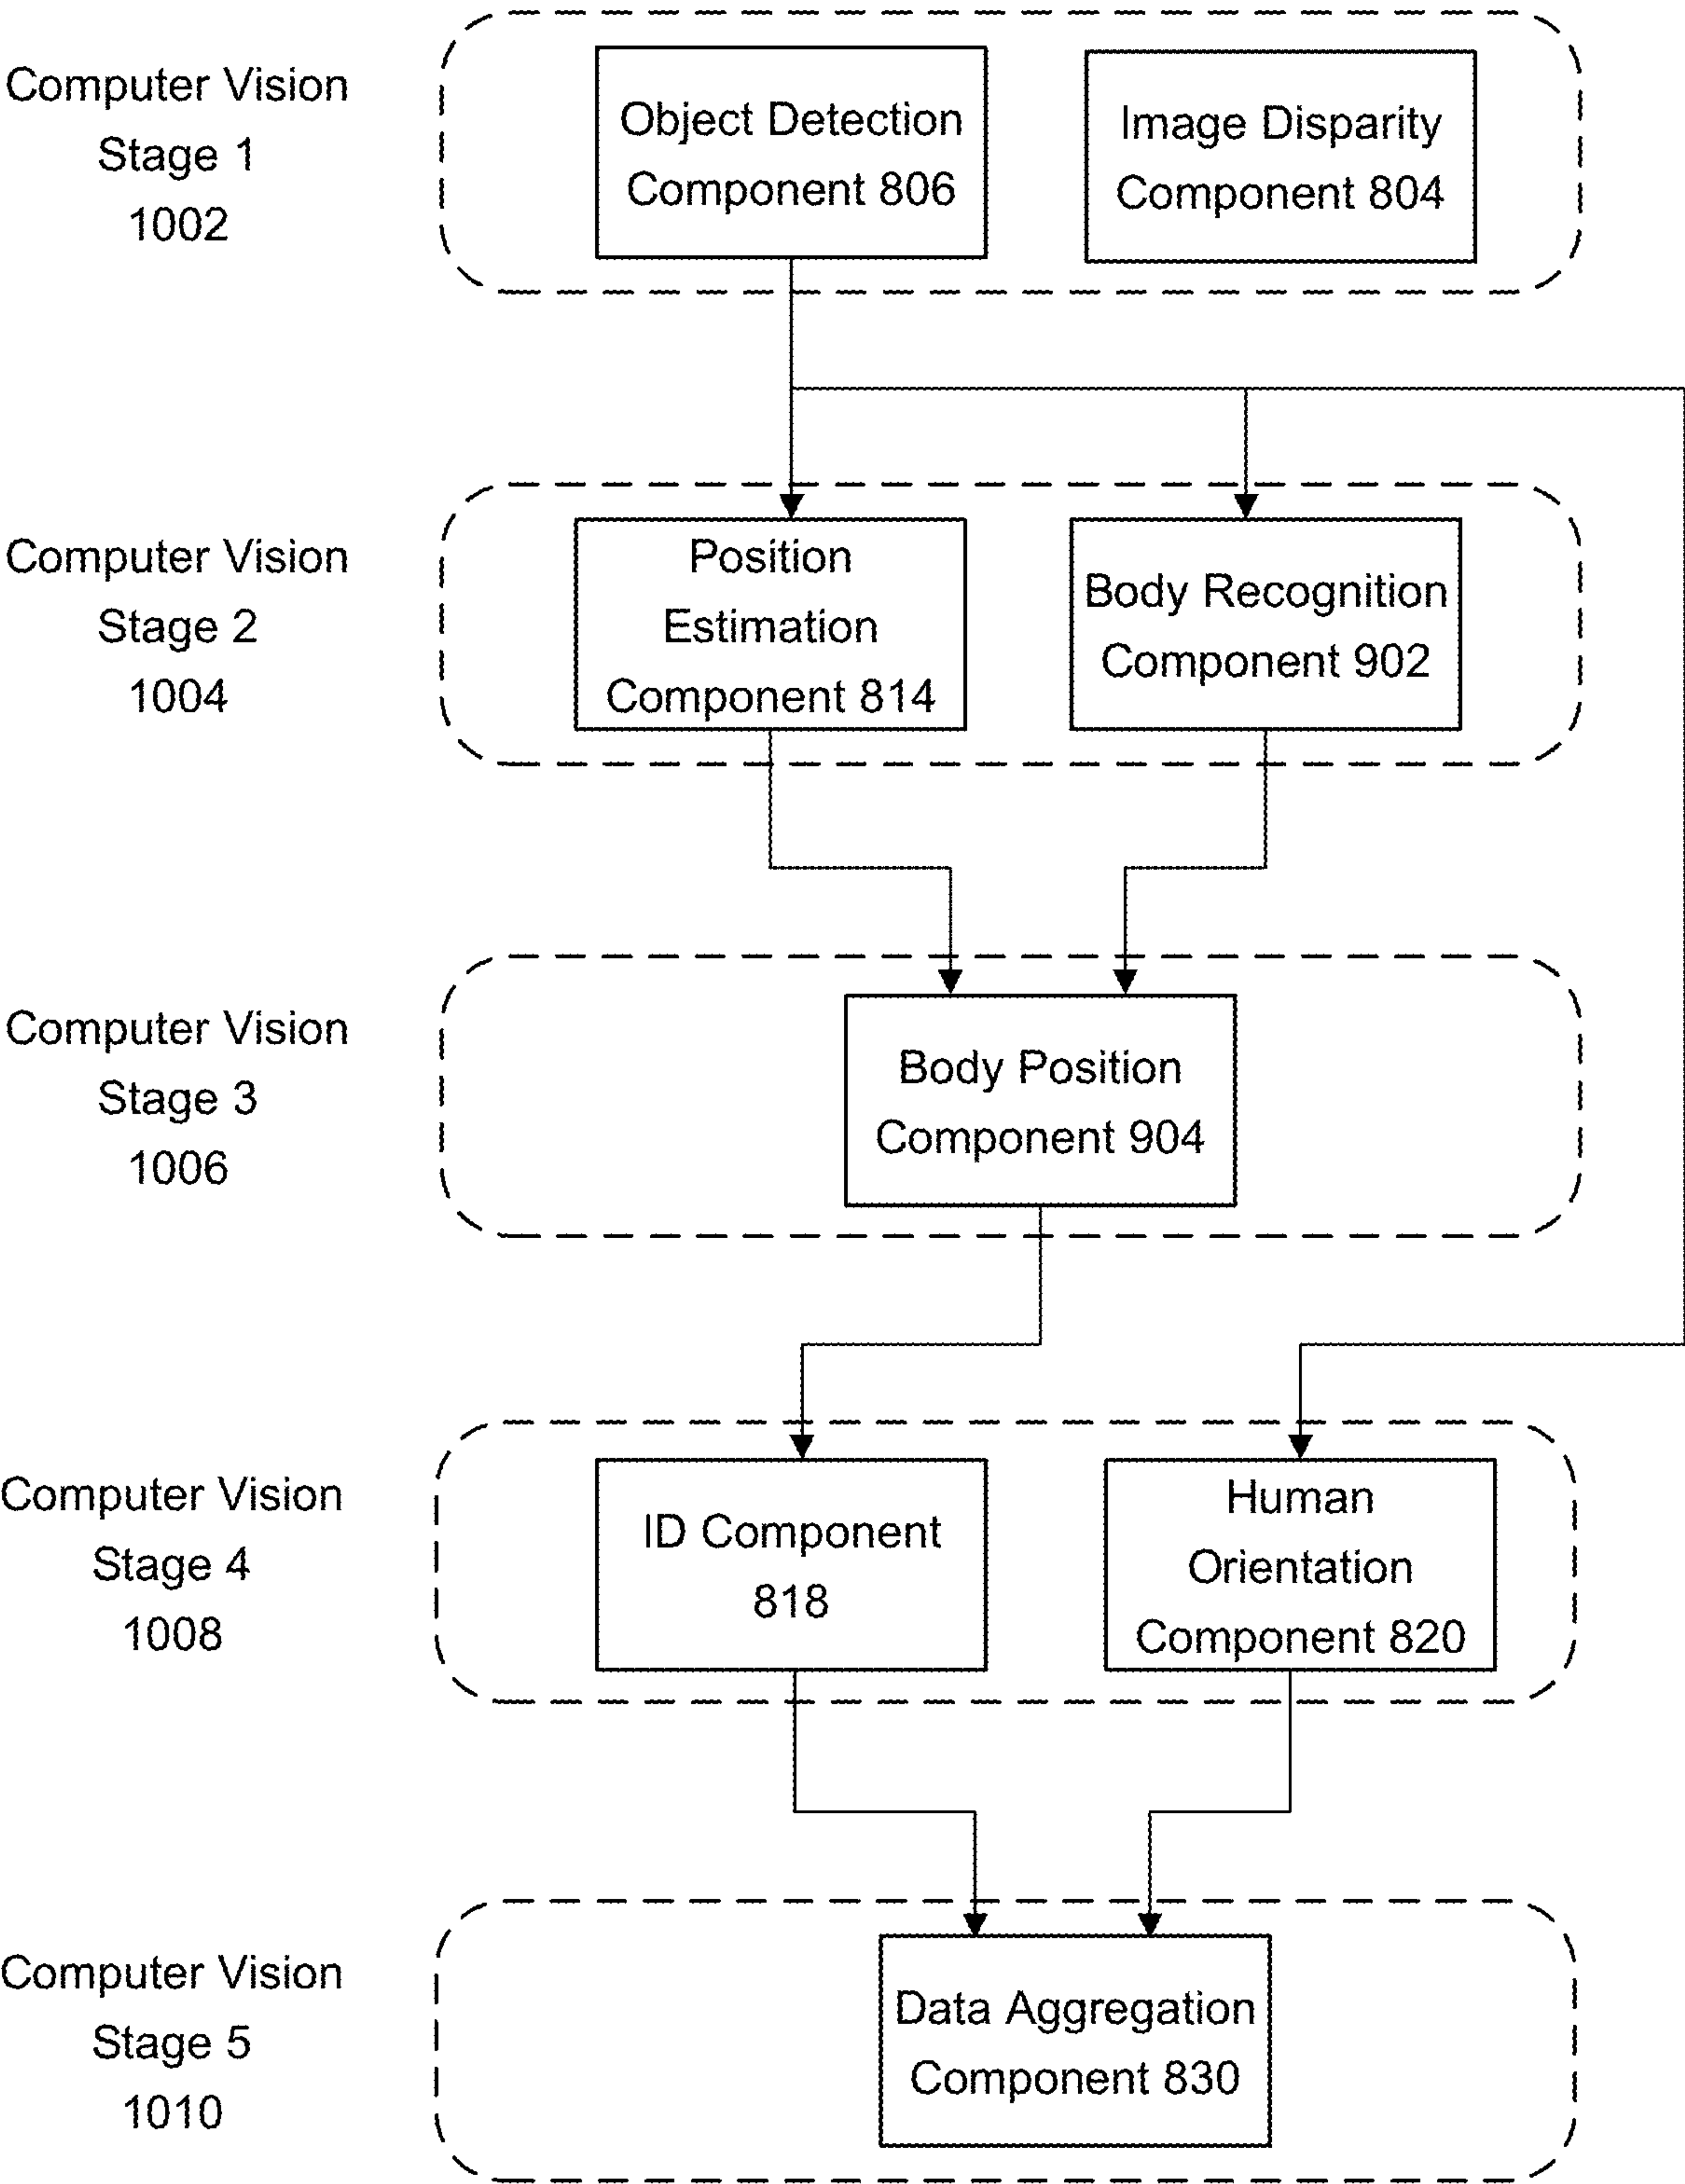 Computer Vision
Stage 1
1002
Object Detection
Component 806
Image Disparity
Component 804
Computer Vision
Stage 2
1004
Position
Estimation
Component 814
Body Recognition
Component 902
Computer Vision
Stage 3
1006
Body Position
Component 904
Computer Vision
Stage 4
1008
ID Component
818
Human
Orientation
Component 820
Computer Vision
Stage 5
1010
Data Aggregation
Component 830